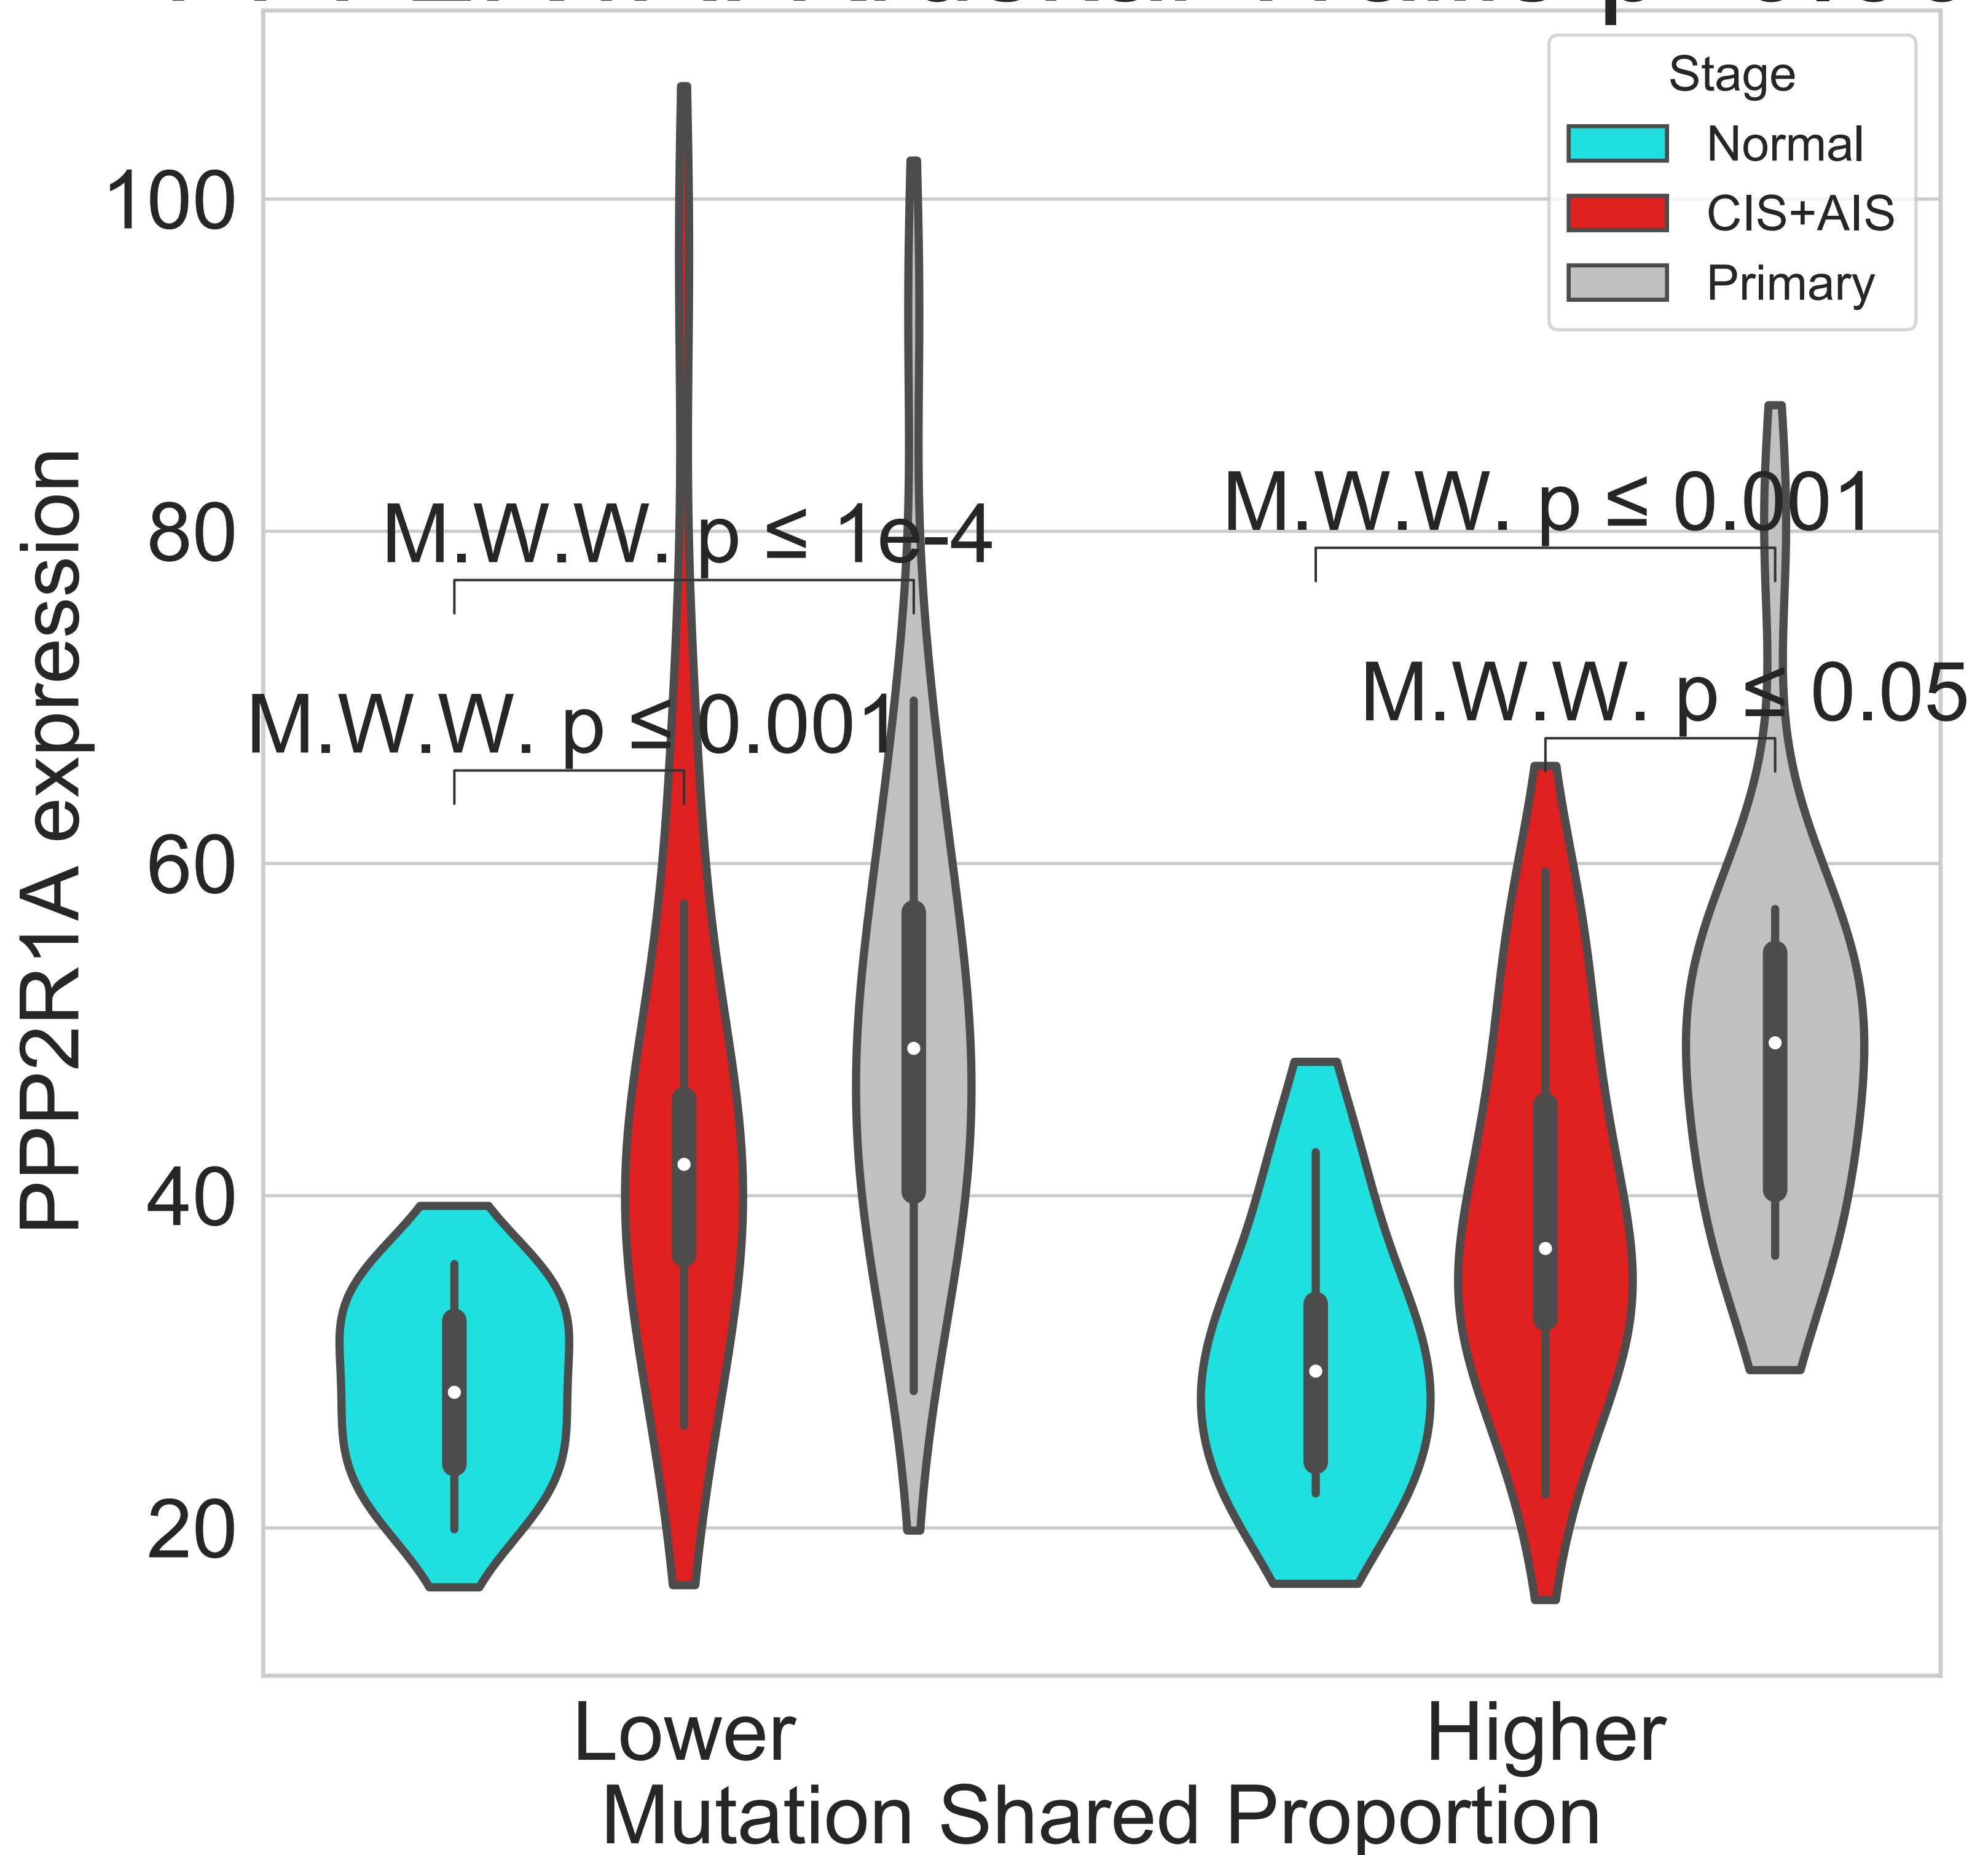 Stage
Normal
CIS+AIS
Primary
100
80
60
40
20
PPP2R1A expression
M.W.W. p ≤ 1e-4
M.W.W. p ≤ 0.001
M.W.W. p ≤ 0.001
M.W.W. p ≤ 0.05
Lower
Higher
Mutation Shared Proportion